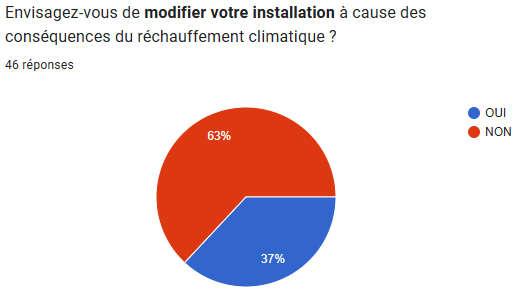 Envisagez-vous de modifier votre installation à cause des
conséquences du réchauffement climatique ?
46 réponses
OUI
NON
63%
37%